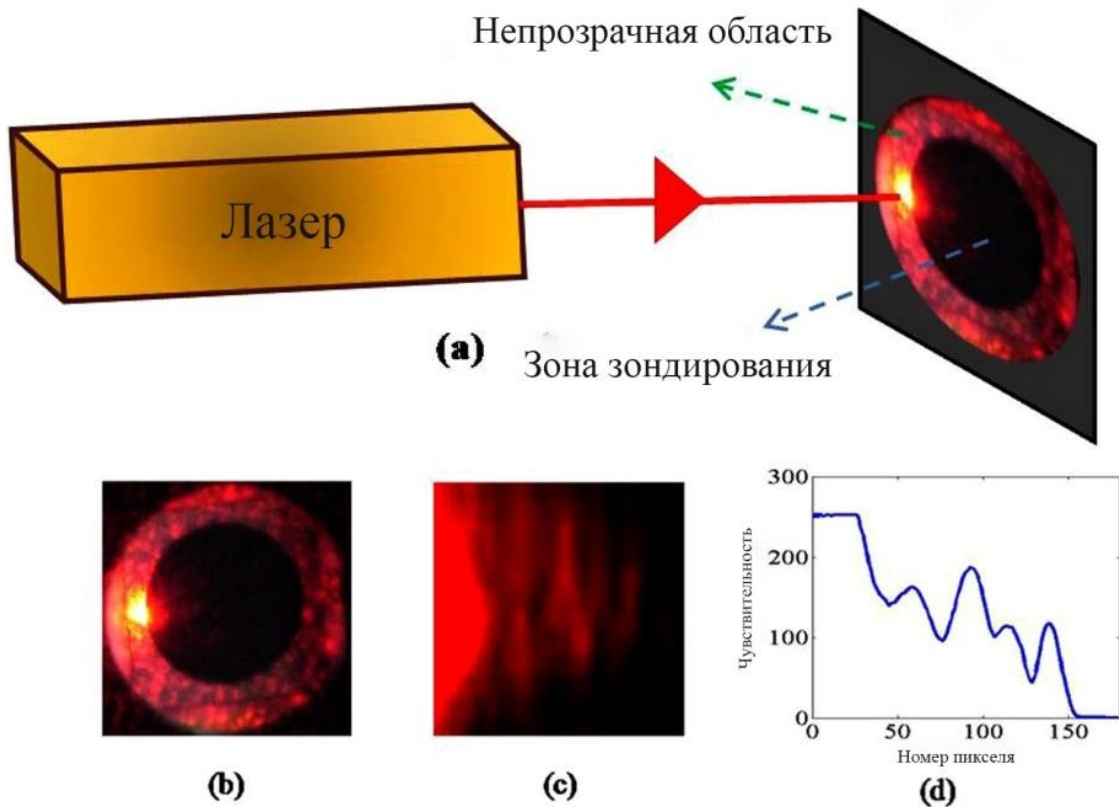 Непрозрачная область
Лазер
(a)
Зона зондирования
(b)
(c)
300
200
100
0
Чувствительность
0 50 100 150
Номер пикселя
(d)